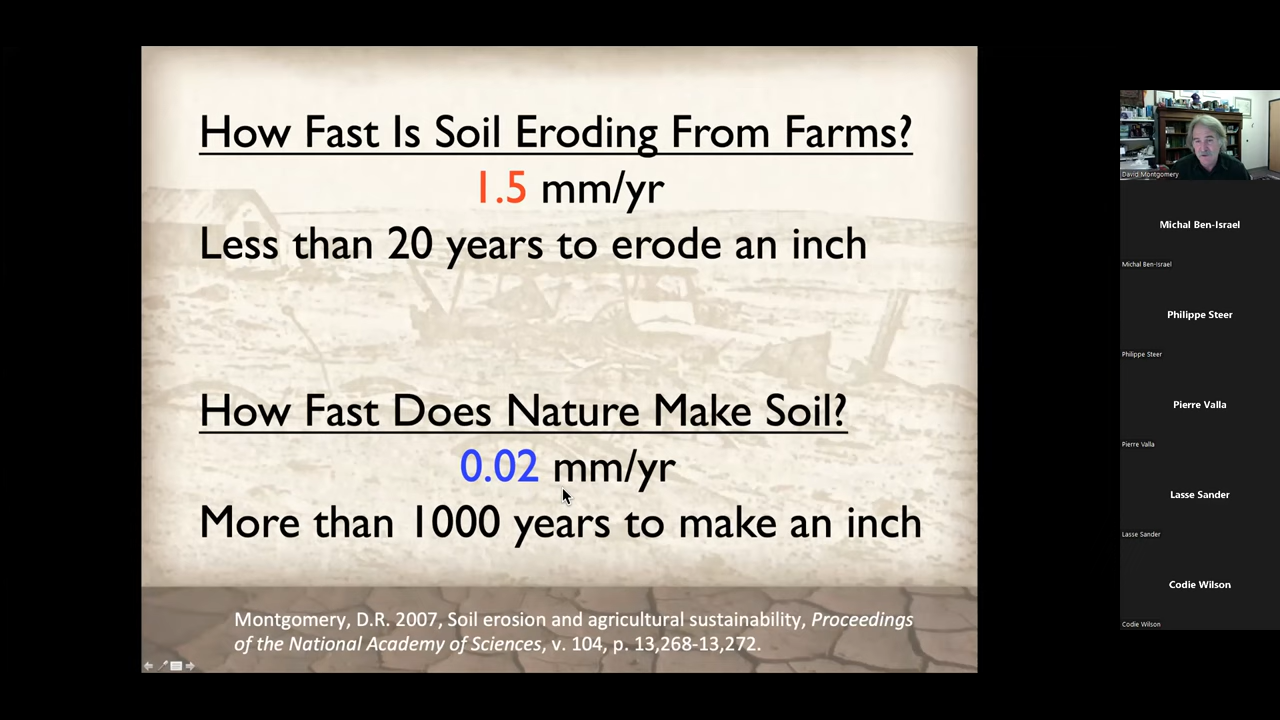 How Fast Is Soil Eroding From Farms?
1.5 mm/yr
Less than 20 years to erode an inch
How Fast Does Nature Make Soil?
0.02 mm/yr
More than 1000 years to make an inch
Montgomery, D.R. 2007, Soil erosion and agricultural sustainability, Proceedings
of the National Academy of Sciences, v. 104, p. 13,268-13,272.
David Montgomery
Michal Ben-Israel
Michal Ben-Israel
Philippe Steer
Philippe Steer
Pierre Valla
Pierre Valla
Lasse Sander
Lasse Sander
Codie Wilson
Codie Wilson